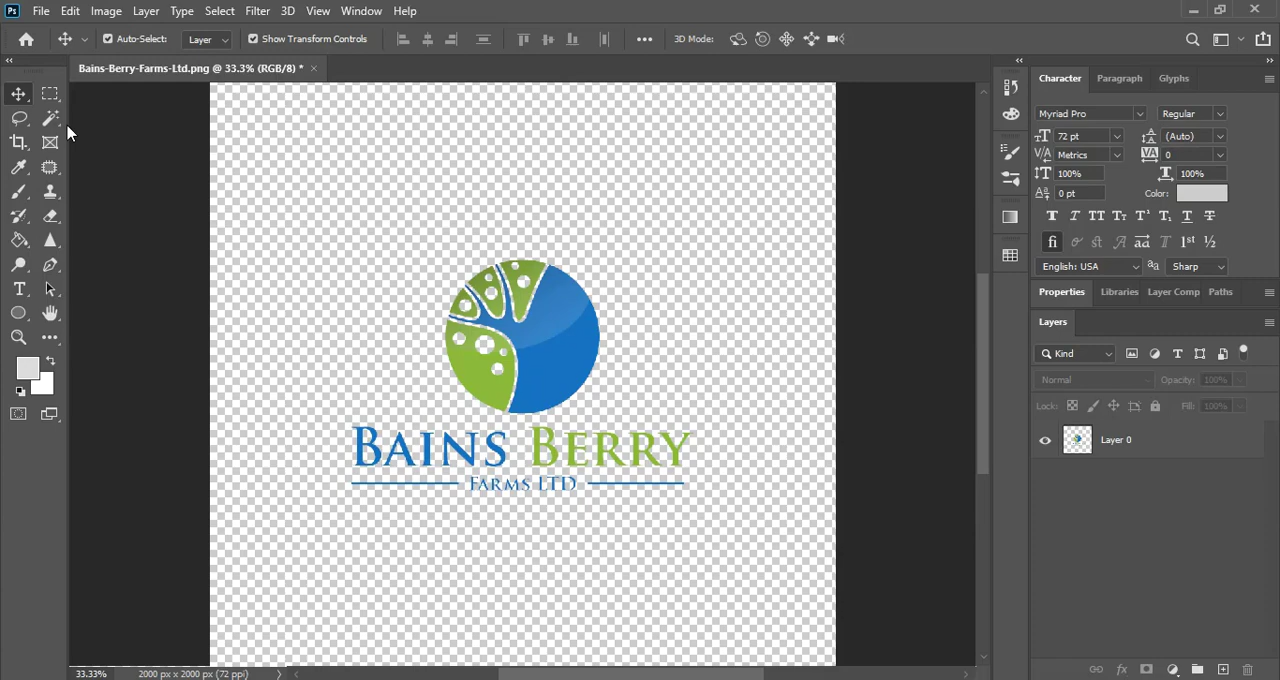 Ps File Edit Image Layer Type Select Filter 3D View Window Help
Auto-Select: Layer Show Transform Controls ••• 3D Mode:
Bains-Berry-Farms-Ltd.png @ 33.3% (RGB/8) * ×
Character Paragraph Glyphs
Myriad Pro Regular
72 pt (Auto)
Metrics 0
100% 100%
0 pt Color:
English: USA Sharp
Properties Libraries Layer Comp Paths
Layers
Kind
Normal Opacity: 100%
Lock: Fill: 100%
Layer 0
BAINS BERRY
FARMS LTD
33.33% 2000 px x 2000 px (72 ppi)